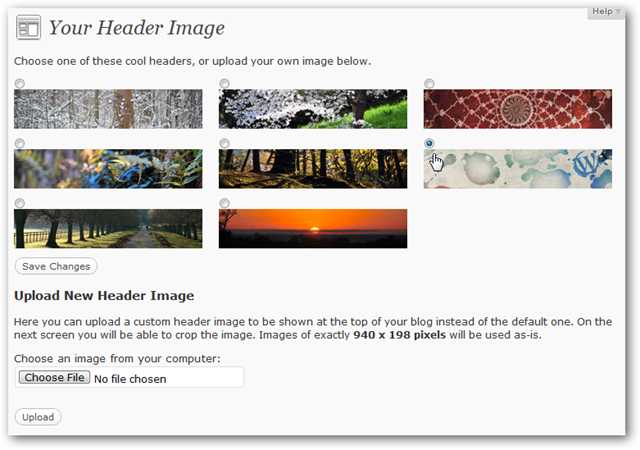 Help
Your Header Image
Choose one of these cool headers, or upload your own image below.
Save Changes
Upload New Header Image
Here you can upload a custom header image to be shown at the top of your blog instead of the default one. On the
next screen you will be able to crop the image. Images of exactly 940 x 198 pixels will be used as-is.
Choose an image from your computer:
Choose File No file chosen
Upload